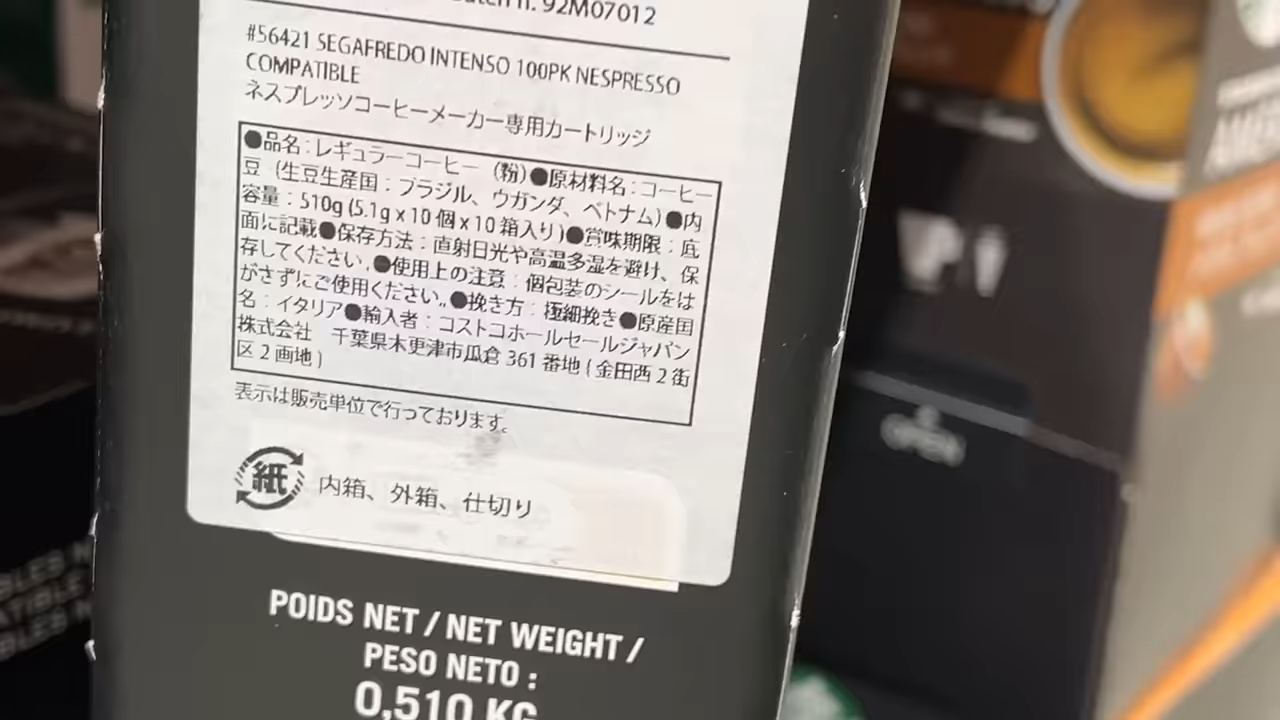 92M07012
#56421 SEGAFREDO INTENSO 100PK NESPRESSO
COMPATIBLE
ネスプレッソコーヒーメーカー専用カートリッジ
●品名:レギュラーコーヒー (粉)●原材料名:コーヒー
豆 (生豆生産国:ブラジル、ウガンダ、ベトナム)●内
容量:510g (5.1g x 10 個 x 10 箱入り)●賞味期限:底
面に記載●保存方法:直射日光や高温多湿を避け、保
存してください。●使用上の注意:個包装のシールをは
がさずにご使用ください。●挽き方:極細挽き●原産国
名:イタリア●輸入者:コストコホールセールジャパン
株式会社 千葉県木更津市瓜倉 361 番地 (金田西 2 街
区 2 画地)
表示は販売単位で行っております。
紙 内箱、外箱、仕切り
POIDS NET / NET WEIGHT /
PESO NETO :
0,510 KG
OPEN